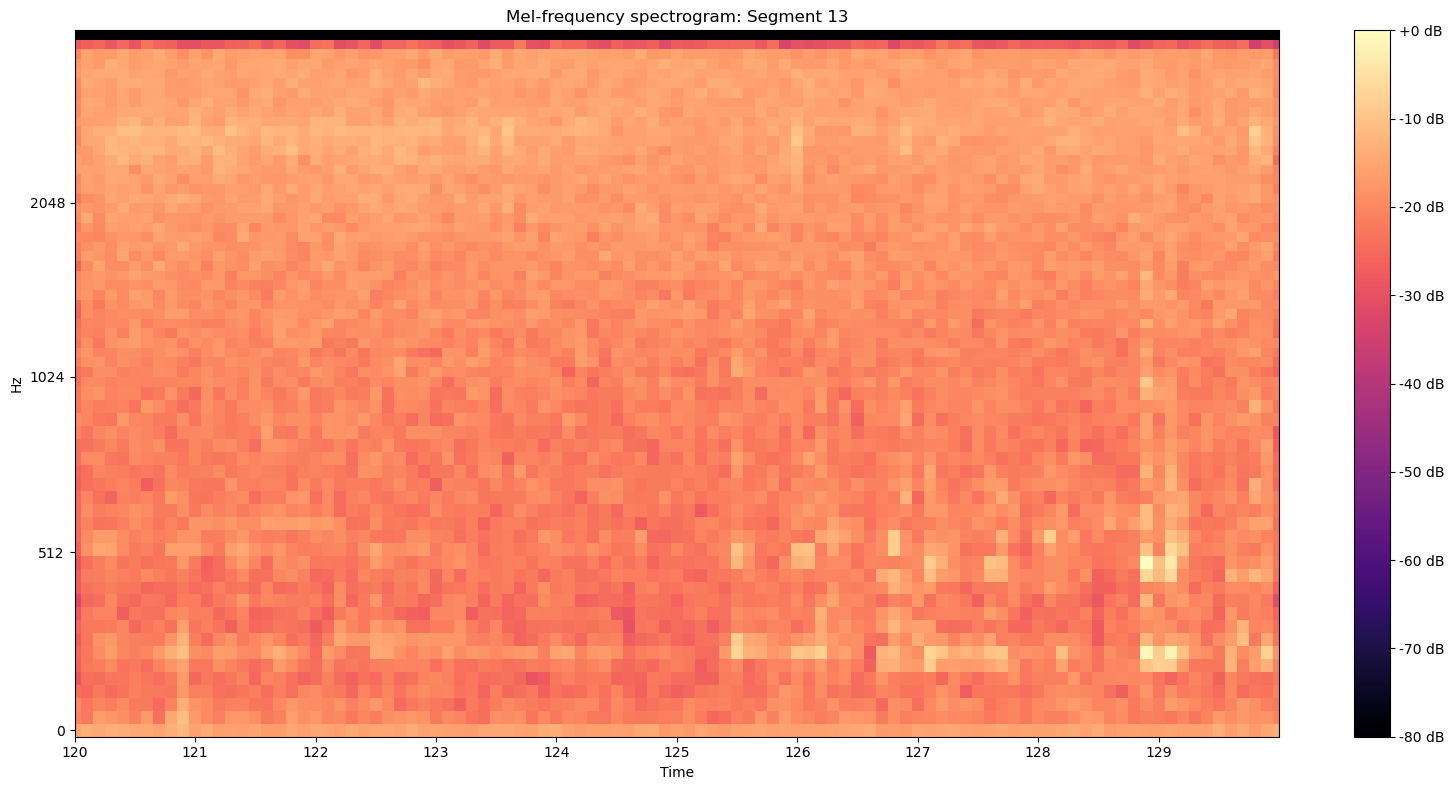 Mel-frequency spectrogram: Segment 13
+0 dB
-10 dB
-20 dB
-30 dB
-40 dB
-50 dB
-60 dB
-70 dB
-80 dB
Hz
2048
1024
512
0
120 121 122 123 124 125 126 127 128 129
Time